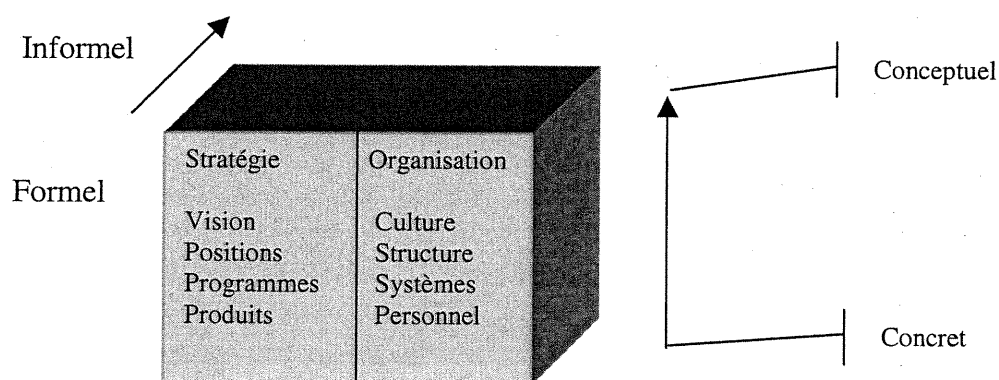 Informel
Conceptuel
Stratégie
Organisation
Formel
Vision
Culture
Positions
Structure
Programmes
Systèmes
Produits
Personnel
Concret